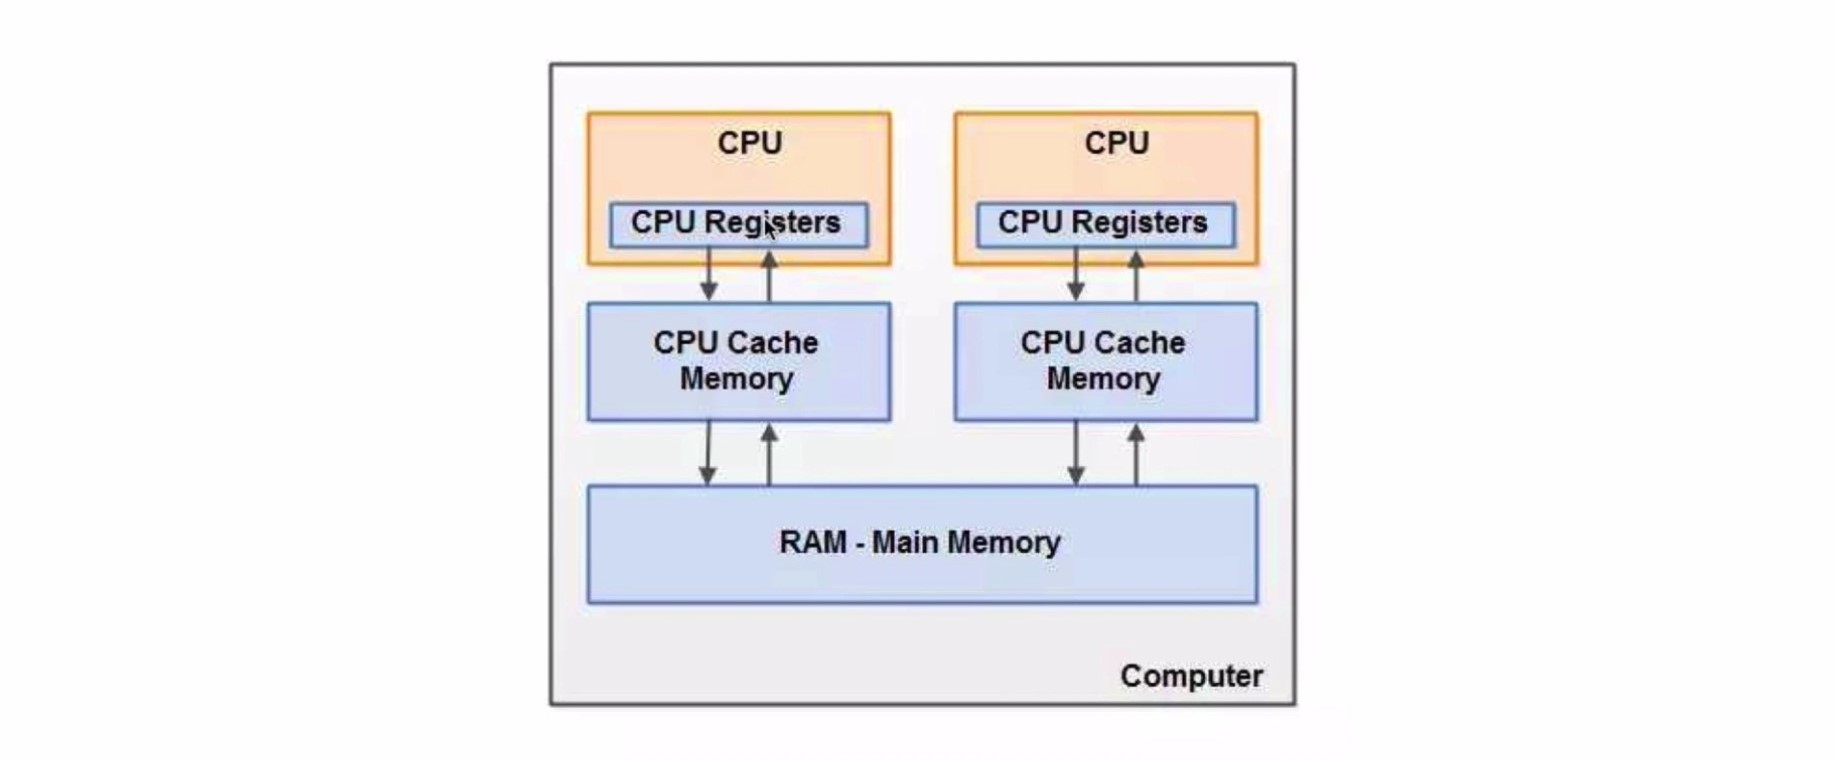 CPU
CPU
CPU Registers
CPU Registers
CPU Cache
Memory
CPU Cache
Memory
RAM - Main Memory
Computer